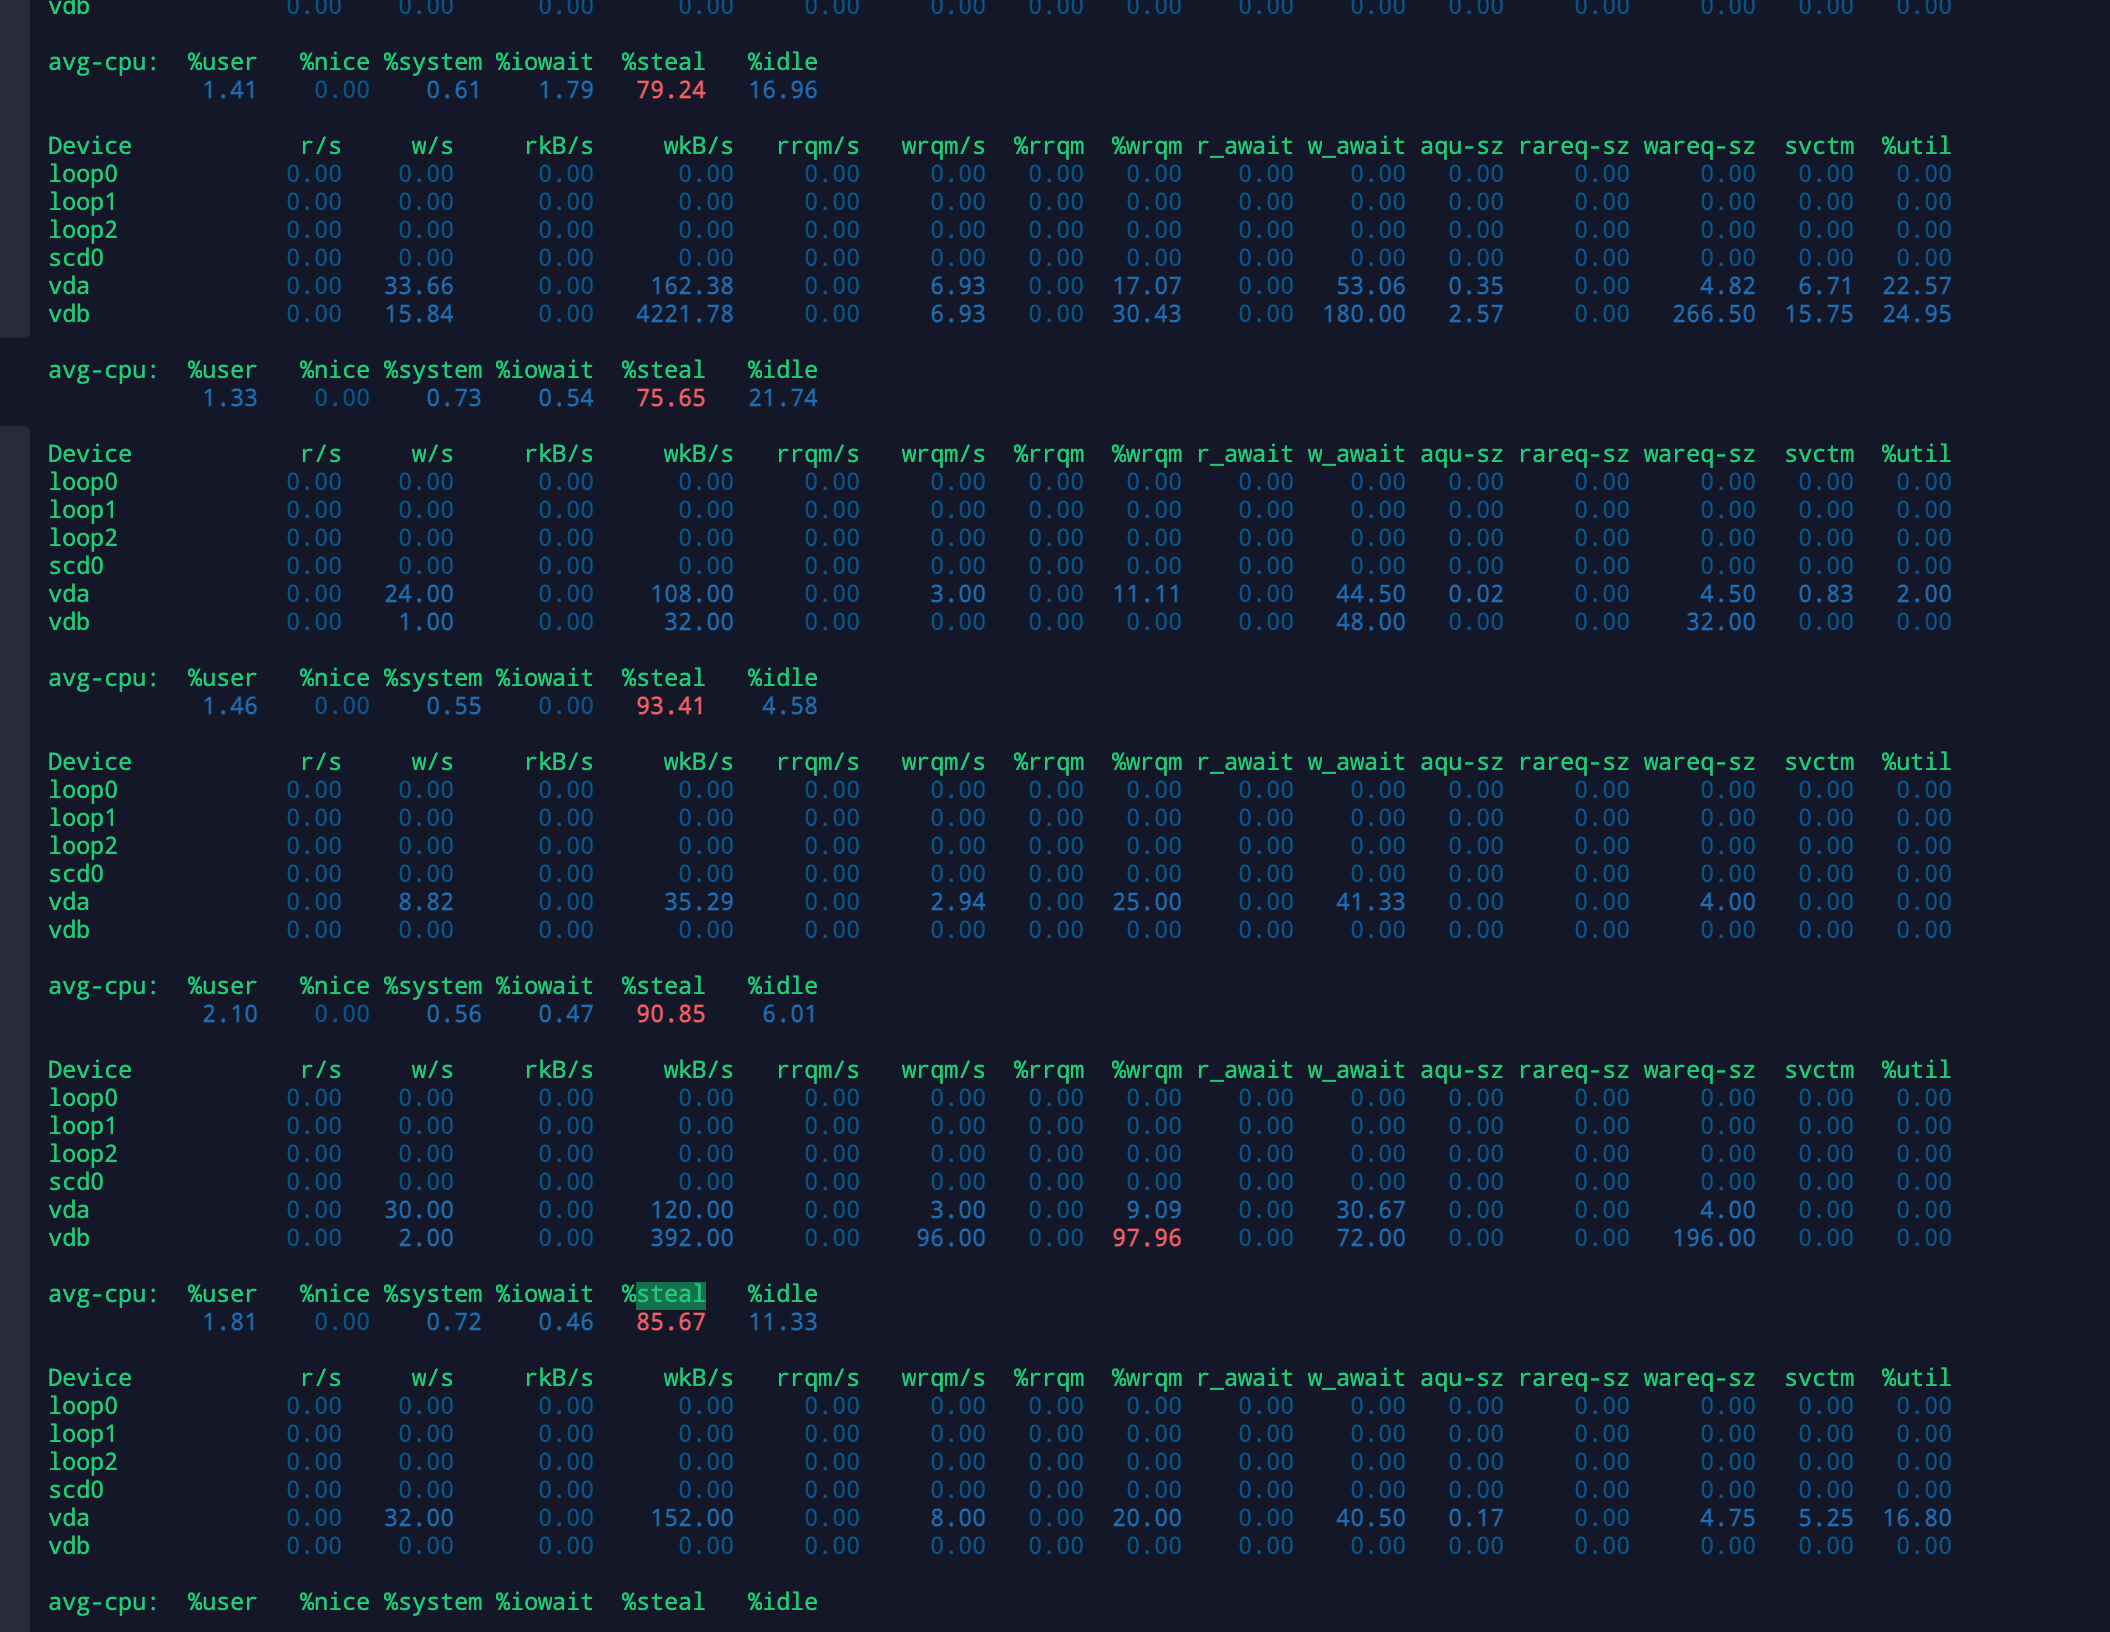 vdb 0.00 0.00 0.00 0.00 0.00 0.00 0.00 0.00 0.00 0.00 0.00 0.00 0.00 0.00 0.00
avg-cpu: %user %nice %system %iowait %steal %idle
1.41 0.00 0.61 1.79 79.24 16.96
Device r/s w/s rkB/s wkB/s rrqm/s wrqm/s %rrqm %wrqm r_await w_await aqu-sz rareq-sz wareq-sz svctm %util
loop0 0.00 0.00 0.00 0.00 0.00 0.00 0.00 0.00 0.00 0.00 0.00 0.00 0.00 0.00 0.00
loop1 0.00 0.00 0.00 0.00 0.00 0.00 0.00 0.00 0.00 0.00 0.00 0.00 0.00 0.00 0.00
loop2 0.00 0.00 0.00 0.00 0.00 0.00 0.00 0.00 0.00 0.00 0.00 0.00 0.00 0.00 0.00
scd0 0.00 0.00 0.00 0.00 0.00 0.00 0.00 0.00 0.00 0.00 0.00 0.00 0.00 0.00 0.00
vda 0.00 33.66 0.00 162.38 0.00 6.93 0.00 17.07 0.00 53.06 0.35 0.00 4.82 6.71 22.57
vdb 0.00 15.84 0.00 4221.78 0.00 6.93 0.00 30.43 0.00 180.00 2.57 0.00 266.50 15.75 24.95
avg-cpu: %user %nice %system %iowait %steal %idle
1.33 0.00 0.73 0.54 75.65 21.74
Device r/s w/s rkB/s wkB/s rrqm/s wrqm/s %rrqm %wrqm r_await w_await aqu-sz rareq-sz wareq-sz svctm %util
loop0 0.00 0.00 0.00 0.00 0.00 0.00 0.00 0.00 0.00 0.00 0.00 0.00 0.00 0.00 0.00
loop1 0.00 0.00 0.00 0.00 0.00 0.00 0.00 0.00 0.00 0.00 0.00 0.00 0.00 0.00 0.00
loop2 0.00 0.00 0.00 0.00 0.00 0.00 0.00 0.00 0.00 0.00 0.00 0.00 0.00 0.00 0.00
scd0 0.00 0.00 0.00 0.00 0.00 0.00 0.00 0.00 0.00 0.00 0.00 0.00 0.00 0.00 0.00
vda 0.00 24.00 0.00 108.00 0.00 3.00 0.00 11.11 0.00 44.50 0.02 0.00 4.50 0.83 2.00
vdb 0.00 1.00 0.00 32.00 0.00 0.00 0.00 0.00 0.00 48.00 0.00 0.00 32.00 0.00 0.00
avg-cpu: %user %nice %system %iowait %steal %idle
1.46 0.00 0.55 0.00 93.41 4.58
Device r/s w/s rkB/s wkB/s rrqm/s wrqm/s %rrqm %wrqm r_await w_await aqu-sz rareq-sz wareq-sz svctm %util
loop0 0.00 0.00 0.00 0.00 0.00 0.00 0.00 0.00 0.00 0.00 0.00 0.00 0.00 0.00 0.00
loop1 0.00 0.00 0.00 0.00 0.00 0.00 0.00 0.00 0.00 0.00 0.00 0.00 0.00 0.00 0.00
loop2 0.00 0.00 0.00 0.00 0.00 0.00 0.00 0.00 0.00 0.00 0.00 0.00 0.00 0.00 0.00
scd0 0.00 0.00 0.00 0.00 0.00 0.00 0.00 0.00 0.00 0.00 0.00 0.00 0.00 0.00 0.00
vda 0.00 8.82 0.00 35.29 0.00 2.94 0.00 25.00 0.00 41.33 0.00 0.00 4.00 0.00 0.00
vdb 0.00 0.00 0.00 0.00 0.00 0.00 0.00 0.00 0.00 0.00 0.00 0.00 0.00 0.00 0.00
avg-cpu: %user %nice %system %iowait %steal %idle
2.10 0.00 0.56 0.47 90.85 6.01
Device r/s w/s rkB/s wkB/s rrqm/s wrqm/s %rrqm %wrqm r_await w_await aqu-sz rareq-sz wareq-sz svctm %util
loop0 0.00 0.00 0.00 0.00 0.00 0.00 0.00 0.00 0.00 0.00 0.00 0.00 0.00 0.00 0.00
loop1 0.00 0.00 0.00 0.00 0.00 0.00 0.00 0.00 0.00 0.00 0.00 0.00 0.00 0.00 0.00
loop2 0.00 0.00 0.00 0.00 0.00 0.00 0.00 0.00 0.00 0.00 0.00 0.00 0.00 0.00 0.00
scd0 0.00 0.00 0.00 0.00 0.00 0.00 0.00 0.00 0.00 0.00 0.00 0.00 0.00 0.00 0.00
vda 0.00 30.00 0.00 120.00 0.00 3.00 0.00 9.09 0.00 30.67 0.00 0.00 4.00 0.00 0.00
vdb 0.00 2.00 0.00 392.00 0.00 96.00 0.00 97.96 0.00 72.00 0.00 0.00 196.00 0.00 0.00
avg-cpu: %user %nice %system %iowait %steal %idle
1.81 0.00 0.72 0.46 85.67 11.33
Device r/s w/s rkB/s wkB/s rrqm/s wrqm/s %rrqm %wrqm r_await w_await aqu-sz rareq-sz wareq-sz svctm %util
loop0 0.00 0.00 0.00 0.00 0.00 0.00 0.00 0.00 0.00 0.00 0.00 0.00 0.00 0.00 0.00
loop1 0.00 0.00 0.00 0.00 0.00 0.00 0.00 0.00 0.00 0.00 0.00 0.00 0.00 0.00 0.00
loop2 0.00 0.00 0.00 0.00 0.00 0.00 0.00 0.00 0.00 0.00 0.00 0.00 0.00 0.00 0.00
scd0 0.00 0.00 0.00 0.00 0.00 0.00 0.00 0.00 0.00 0.00 0.00 0.00 0.00 0.00 0.00
vda 0.00 32.00 0.00 152.00 0.00 8.00 0.00 20.00 0.00 40.50 0.17 0.00 4.75 5.25 16.80
vdb 0.00 0.00 0.00 0.00 0.00 0.00 0.00 0.00 0.00 0.00 0.00 0.00 0.00 0.00 0.00
avg-cpu: %user %nice %system %iowait %steal %idle